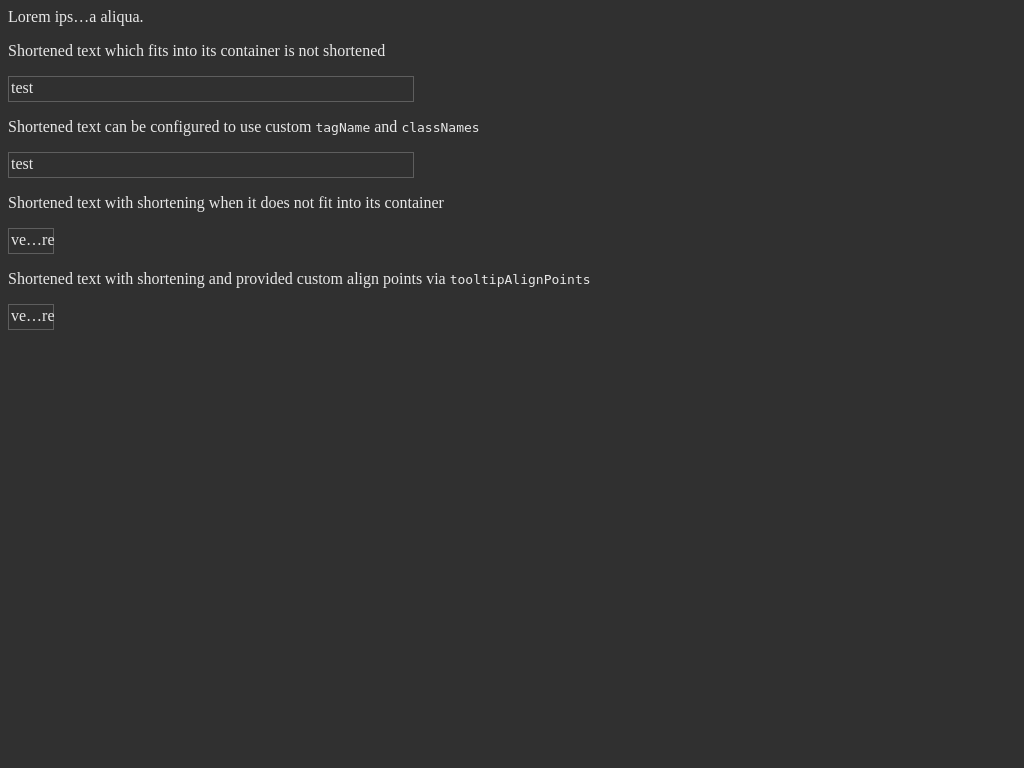 Lorem ips…a aliqua.
Shortened text which fits into its container is not shortened
test
Shortened text can be configured to use custom tagName and classNames
test
Shortened text with shortening when it does not fit into its container
ve…re
Shortened text with shortening and provided custom align points via tooltipAlignPoints
ve…re